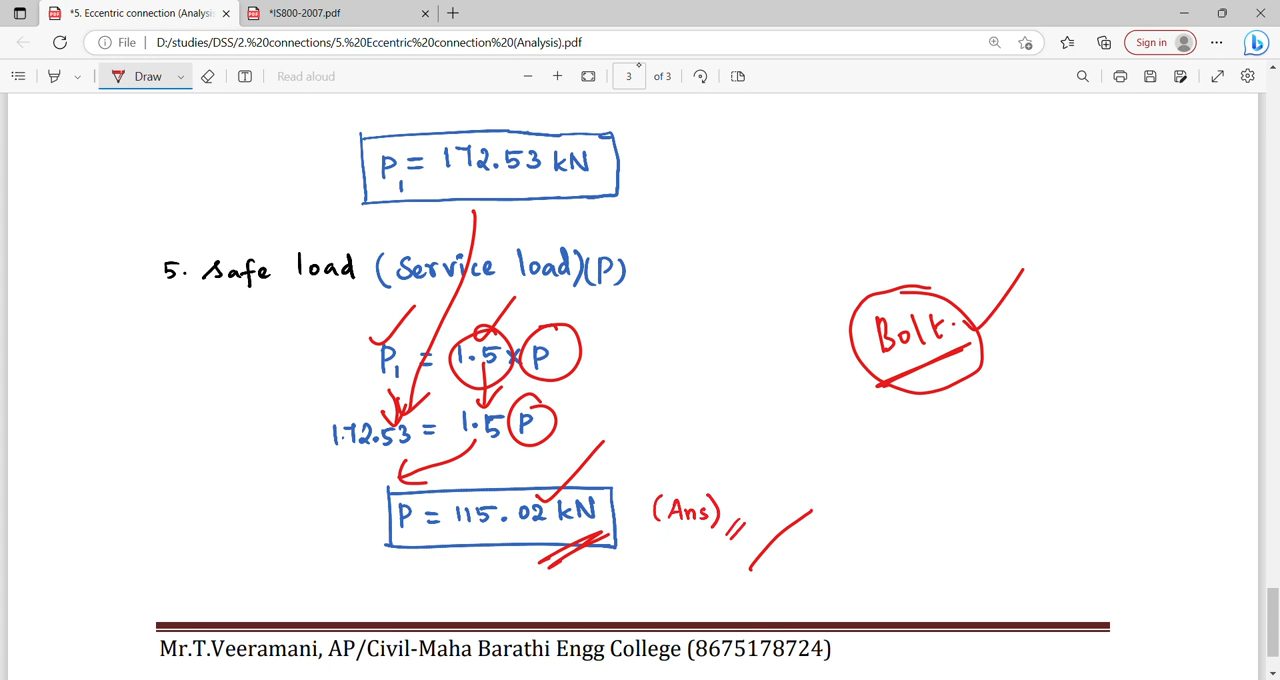 *5. Eccentric connection (Analysis
*IS800-2007.pdf
File D:/studies/DSS/2.%20connections/5.%20Eccentric%20connection%20(Analysis).pdf
Sign in
Draw Read aloud 3 of 3
P₁ = 172.53 kN
5. Safe load (Service load)(P)
P₁ = 1.5 x P
172.53 = 1.5 P
P = 115.02 kN (Ans)
Bolt.
Mr.T.Veeramani, AP/Civil-Maha Barathi Engg College (8675178724)